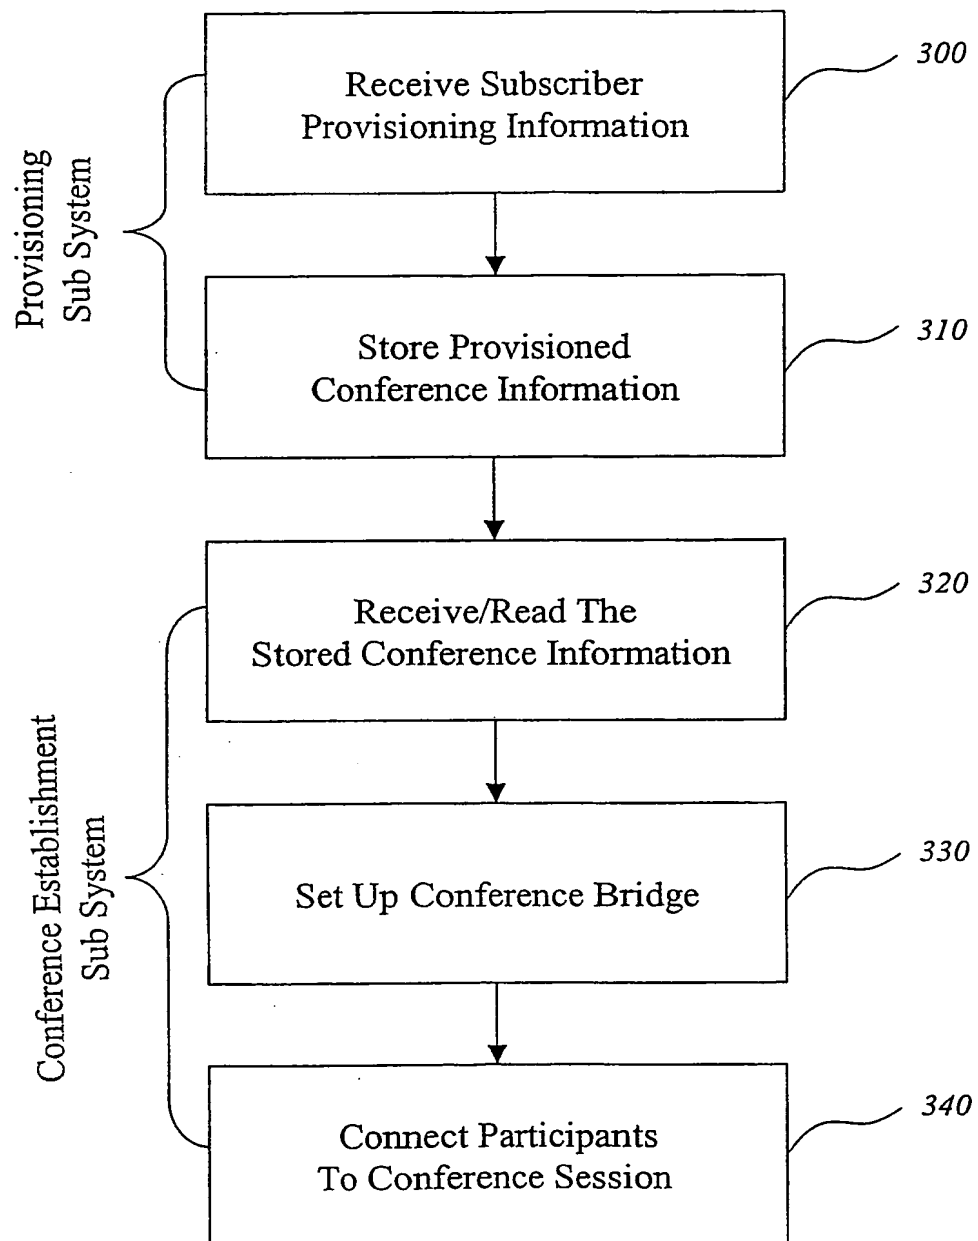 300
Receive Subscriber
Provisioning Information
Provisioning
Sub System
310
Store Provisioned
Conference Information
320
Receive/Read The
Stored Conference Information
Conference Establishment
Sub System
330
Set Up Conference Bridge
340
Connect Participants
To Conference Session